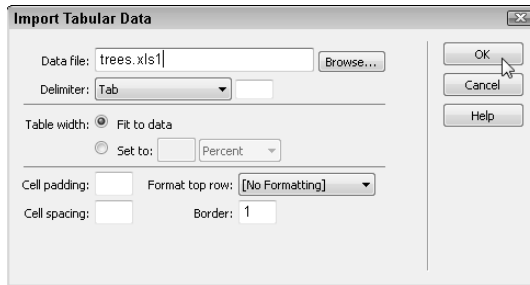 Import Tabular Data
Data file: trees.xls1 Browse... OK
Delimiter: Tab Cancel
Table width: Fit to data Help
Set to: Percent
Cell padding: Format top row: [No Formatting]
Cell spacing: Border: 1